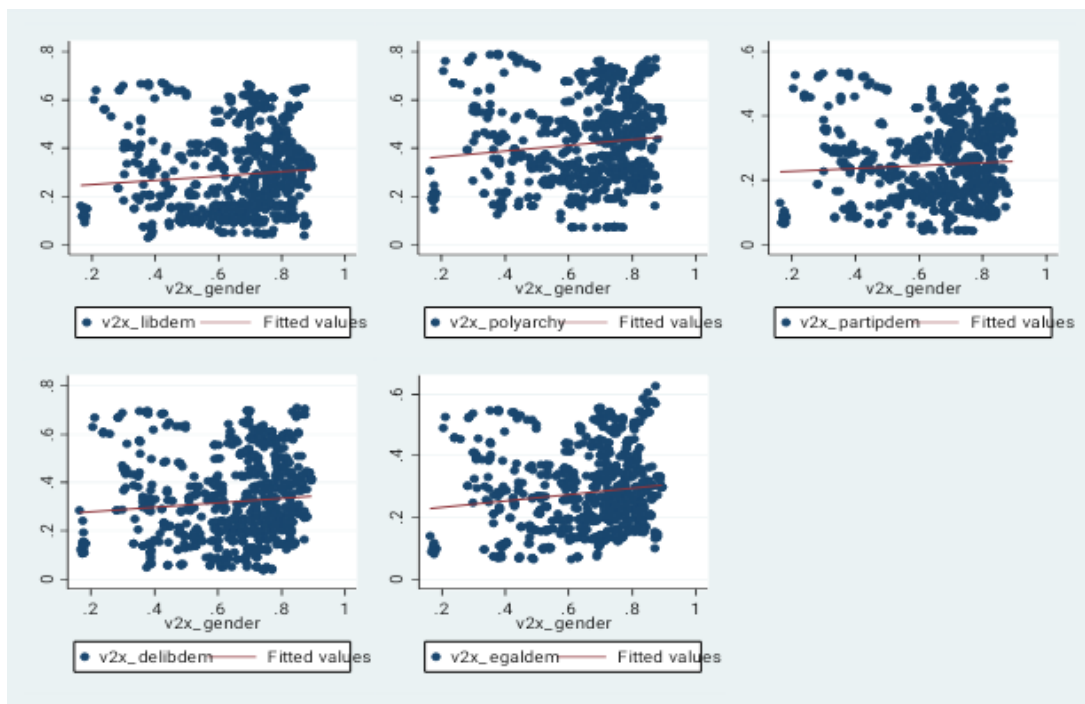 .8
.6
.4
.2
0
.2 .4 .6 .8 1
v2x_gender
v2x_libdem Fitted values
.8
.6
.4
.2
0
.2 .4 .6 .8 1
v2x_gender
v2x_polyarchy Fitted values
.6
.4
.2
0
.2 .4 .6 .8 1
v2x_gender
v2x_partipdem Fitted values
.8
.6
.4
.2
0
.2 .4 .6 .8 1
v2x_gender
v2x_delibdem Fitted values
.6
.4
.2
0
.2 .4 .6 .8 1
v2x_gender
v2x_egaldem Fitted values